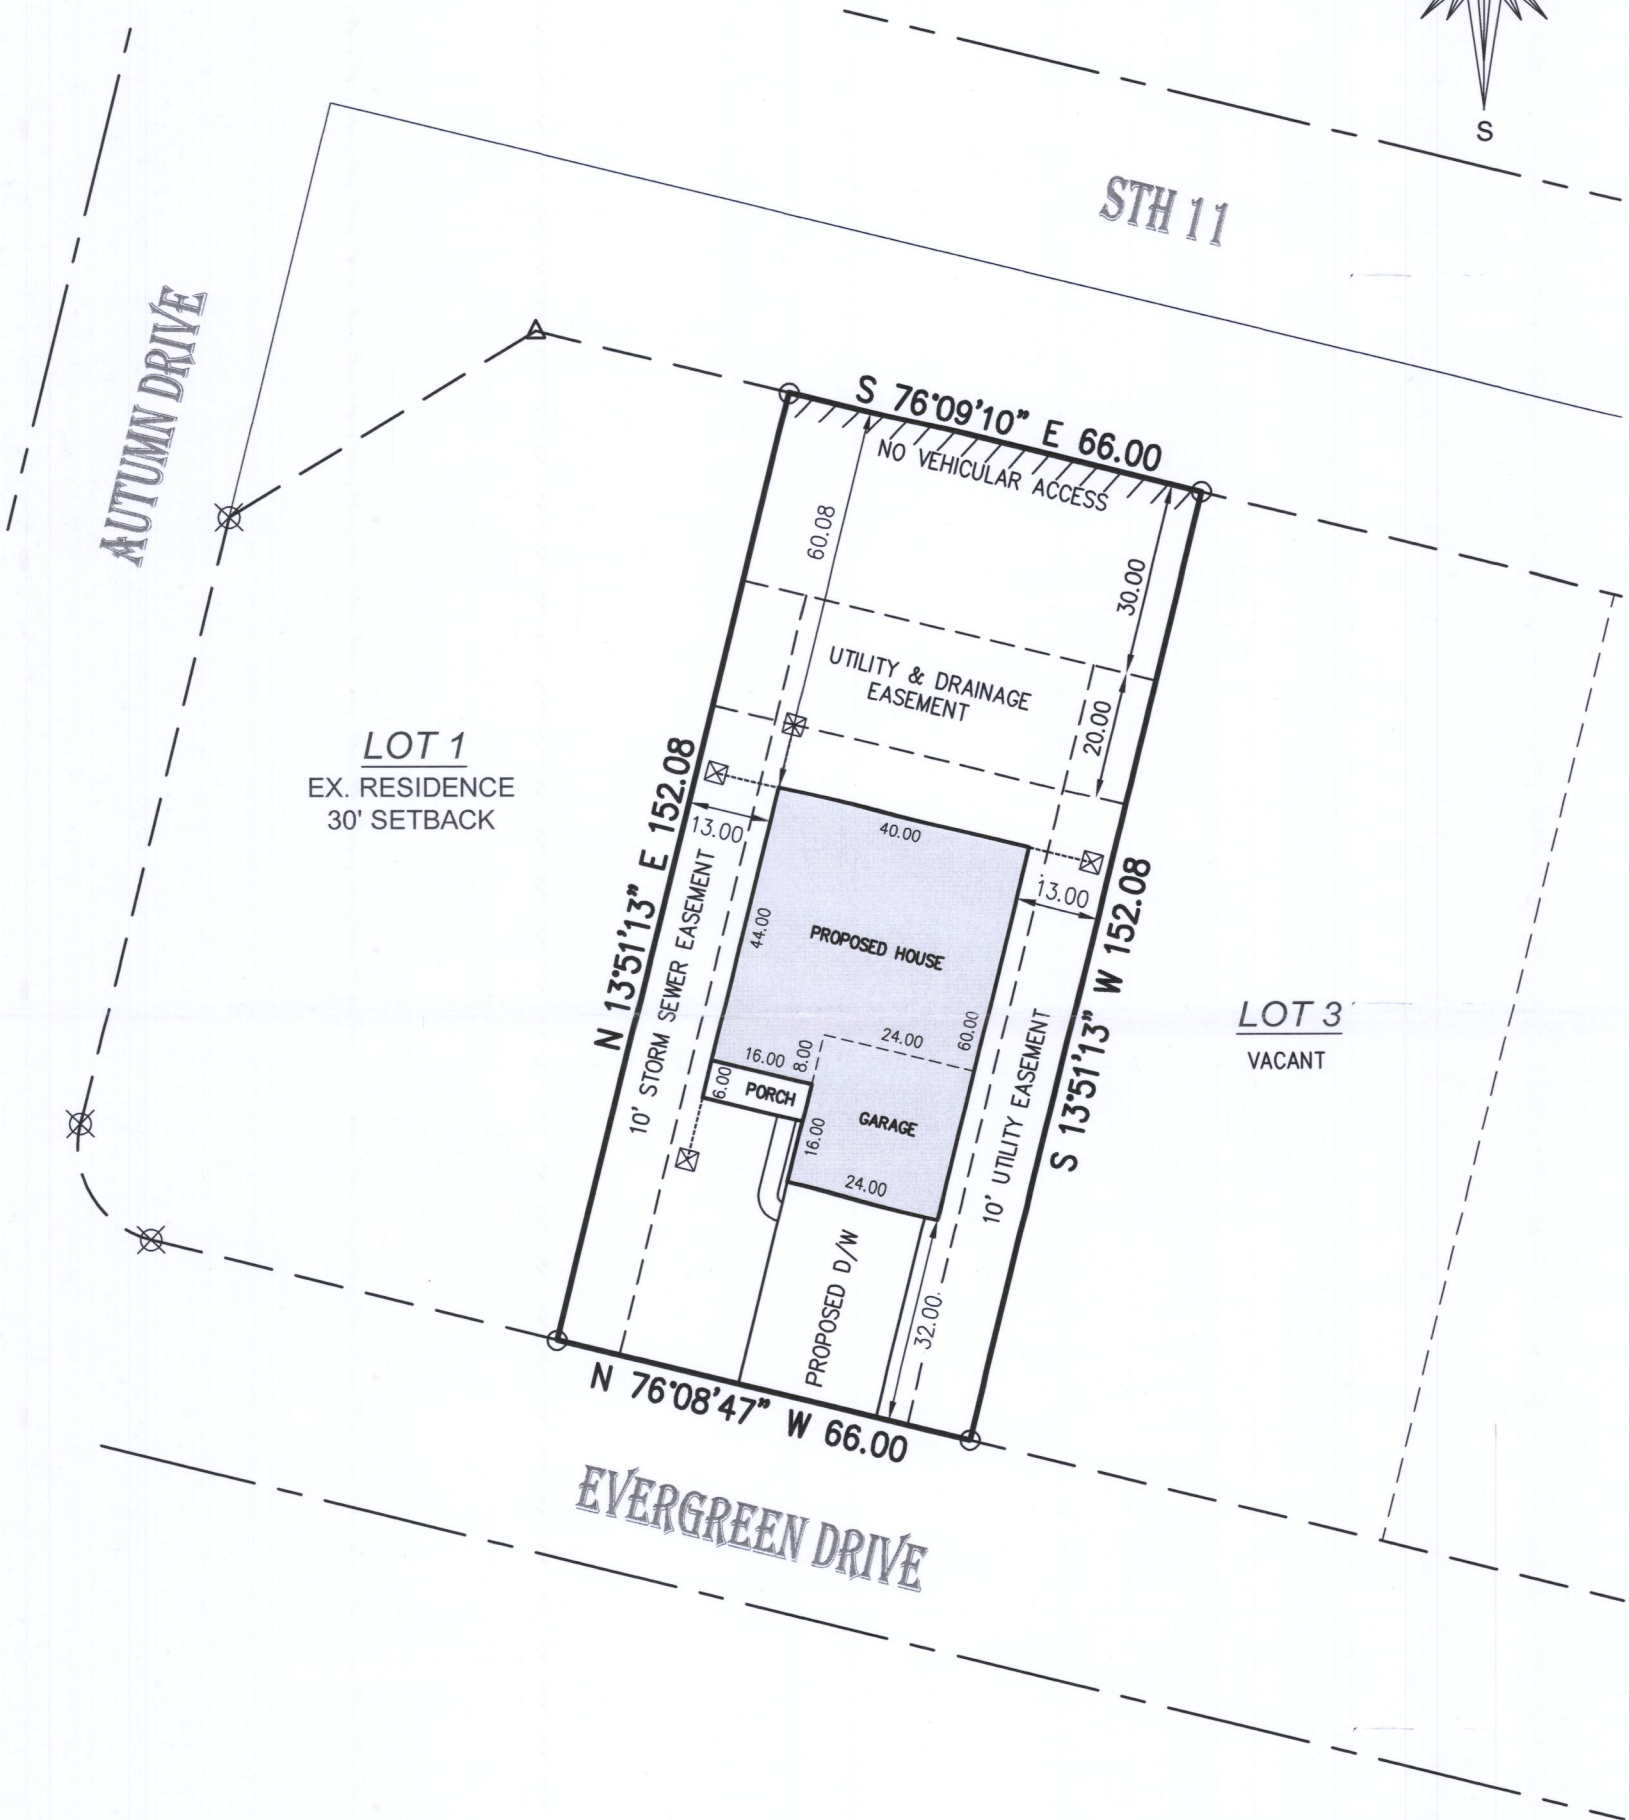 S
STH 11
AUTUMN DRIVE
S 76°09'10" E 66.00
NO VEHICULAR ACCESS
60.08
30.00
UTILITY & DRAINAGE
EASEMENT
20.00
LOT 1
EX. RESIDENCE
30' SETBACK
N 13°51'13" E 152.08
13.00
40.00
13.00
S 13°51'13" W 152.08
10' STORM SEWER EASEMENT
44.00
PROPOSED HOUSE
60.00
24.00
16.00
8.00
6.00
PORCH
GARAGE
16.00
24.00
10' UTILITY EASEMENT
LOT 3
VACANT
PROPOSED D/W
32.00
N 76°08'47" W 66.00
EVERGREEN DRIVE